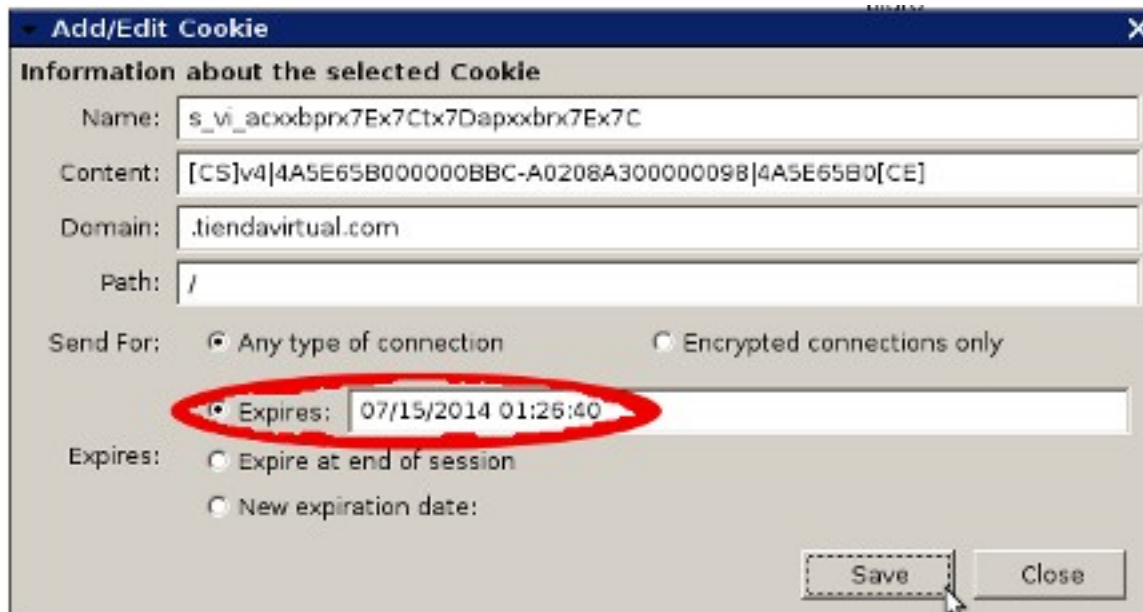 Add/Edit Cookie
Information about the selected Cookie
Name: s_vi_acxxbprx7Ex7Ctx7Dapxxbrx7Ex7C
Content: [CS]v4|4A5E65B000000BBC-A0208A3000000098|4A5E65B0[CE]
Domain: .tiendavirtual.com
Path: /
Send For: Any type of connection Encrypted connections only
Expires: 07/15/2014 01:26:40
Expires: Expire at end of session
New expiration date:
Save Close